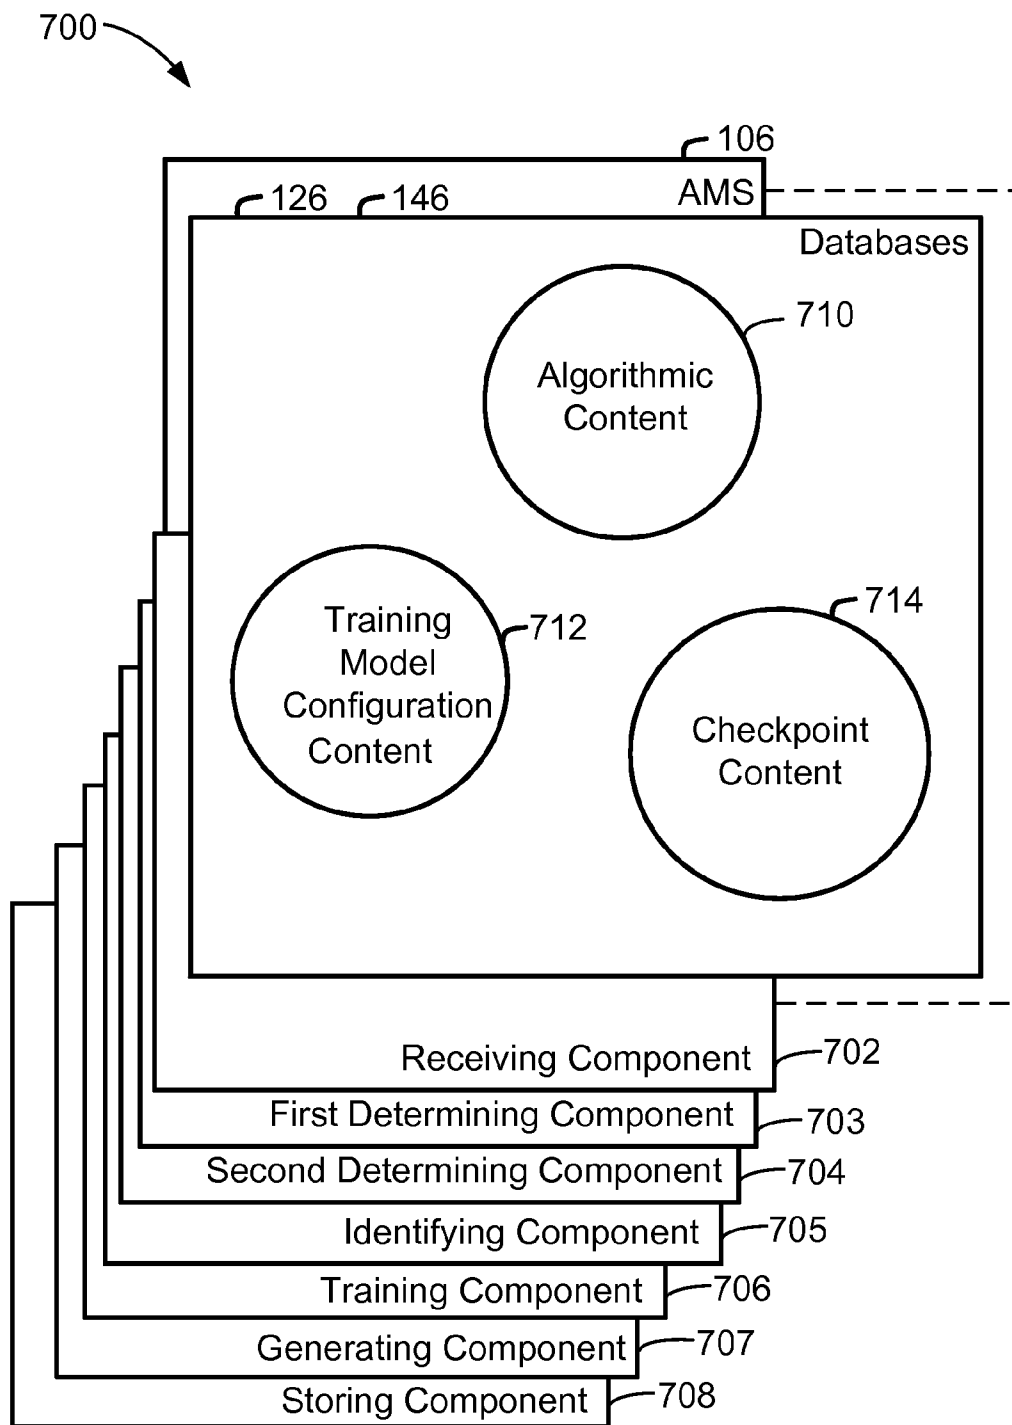 700
106
AMS
126
146
Databases
710
Algorithmic
Content
714
712
Training
Model
Configuration
Content
Checkpoint
Content
Receiving Component
702
First Determining Component
703
Second Determining Component
704
Identifying Component
705
Training Component
706
Generating Component
707
Storing Component
708